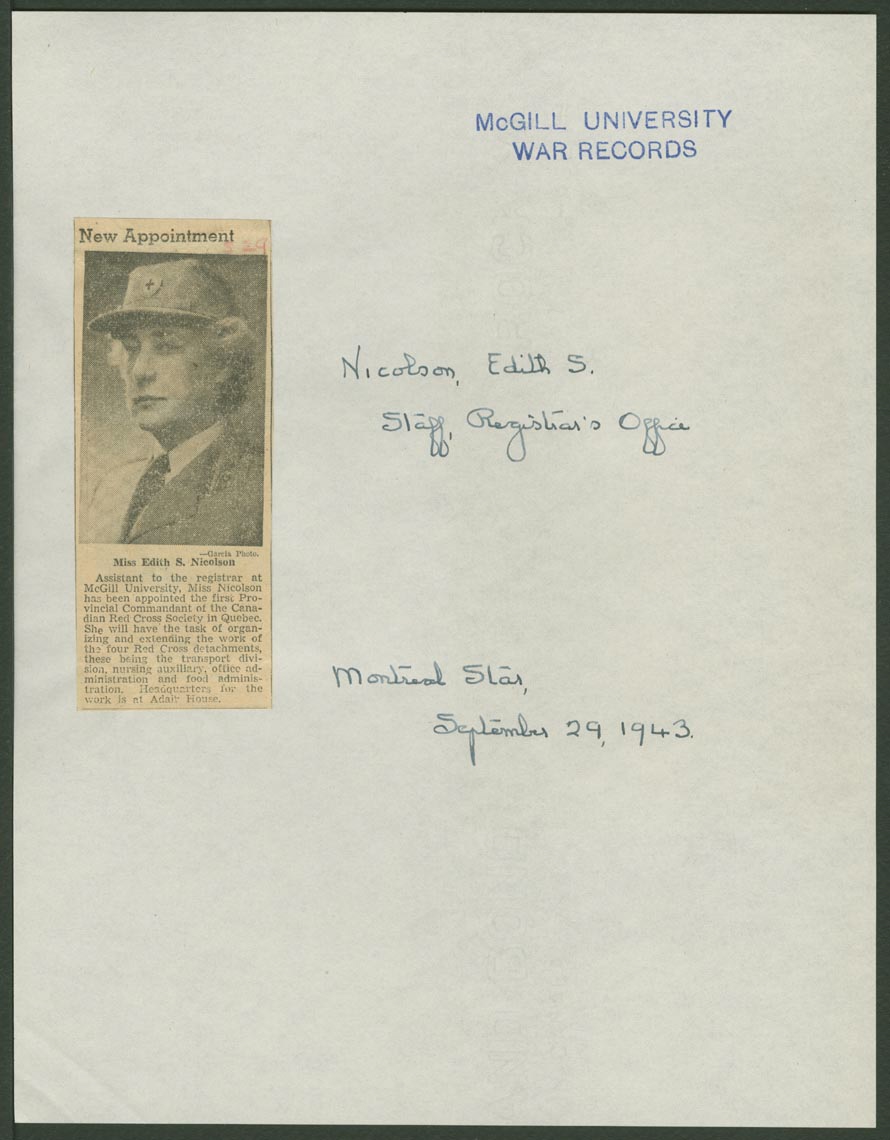 McGILL UNIVERSITY
WAR RECORDS
New Appointment
—Garcia Photo.
Miss Edith S. Nicolson
Assistant to the registrar at
McGill University, Miss Nicolson
has been appointed the first Pro-
vincial Commandant of the Cana-
dian Red Cross Society in Quebec.
She will have the task of organ-
izing and extending the work of
the four Red Cross detachments,
these being the transport divi-
sion, nursing auxiliary, office ad-
ministration and food adminis-
tration. Headquarters for the
work is at Adair House.
Nicolson, Edith S.
Staff, Registrar's Office
Montreal Star,
September 29, 1943.